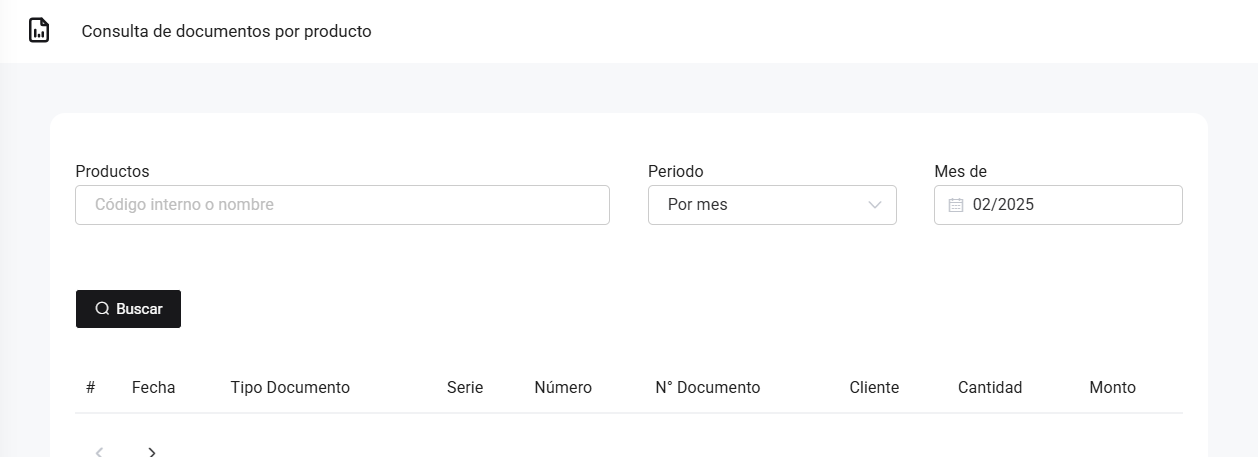 Consulta de documentos por producto
Productos
Código interno o nombre
Periodo
Por mes
Mes de
02/2025
Buscar
# Fecha Tipo Documento Serie Número N° Documento Cliente Cantidad Monto